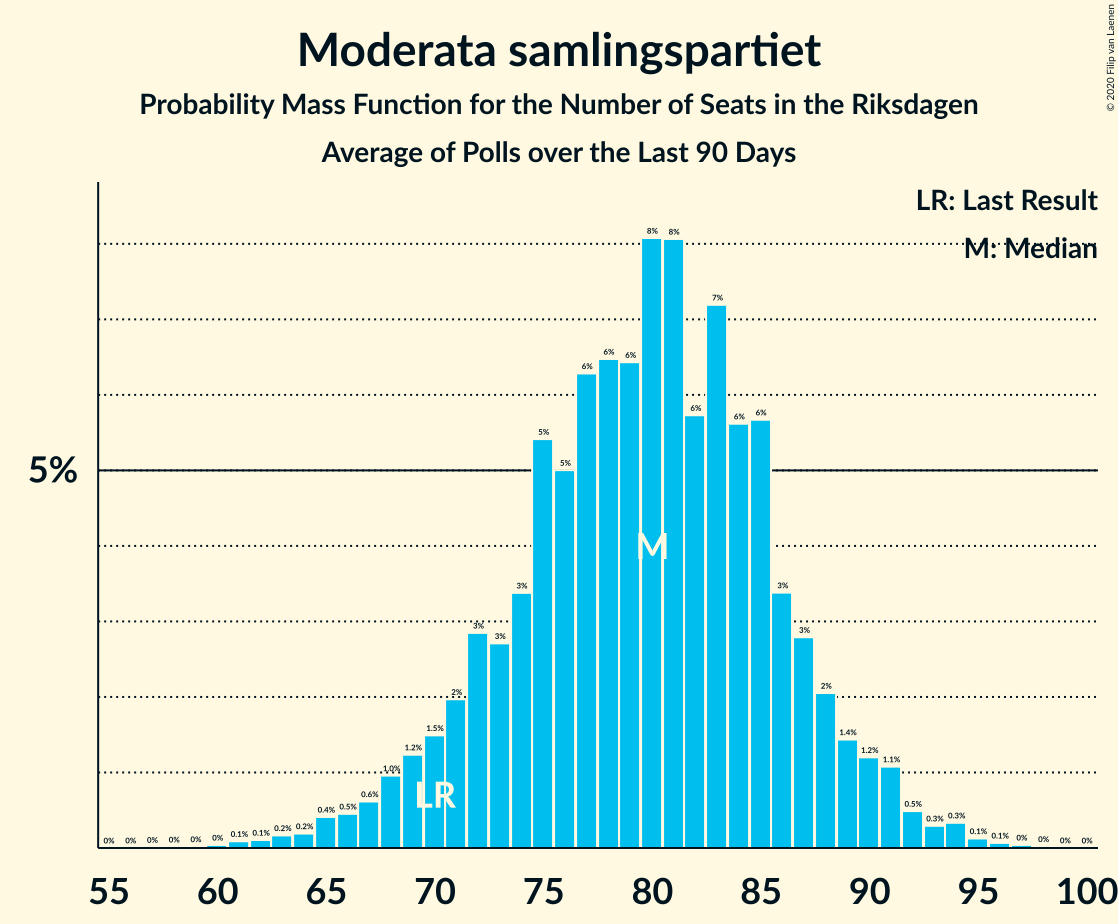 Moderata samlingspartiet
Probability Mass Function for the Number of Seats in the Riksdagen
Average of Polls over the Last 90 Days
© 2020 Filip van Laenen
LR: Last Result
M: Median
5%
0% 0% 0% 0% 0% 0% 0.1% 0.1% 0.2% 0.2% 0.4% 0.5% 0.6% 1.0% 1.2% 1.5% 2% 3% 3% 3% 5% 5% 6% 6% 6% 8% 8% 6% 7% 6% 6% 3% 3% 2% 1.4% 1.2% 1.1% 0.5% 0.3% 0.3% 0.1% 0.1% 0% 0% 0% 0%
M
LR
55 60 65 70 75 80 85 90 95 100